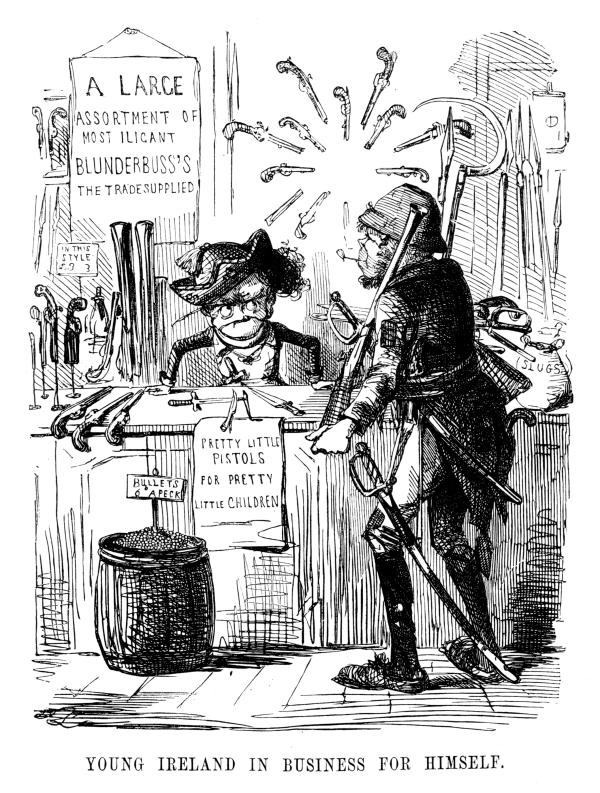 A LARGE
ASSORTMENT OF
MOST ILIGANT
BLUNDERBUSS'S
THE TRADE SUPPLIED
IN THIS
STYLE
PRETTY LITTLE
PISTOLS
FOR PRETTY
LITTLE CHILDREN
BULLETS
A PECK
SLUGS
YOUNG IRELAND IN BUSINESS FOR HIMSELF.